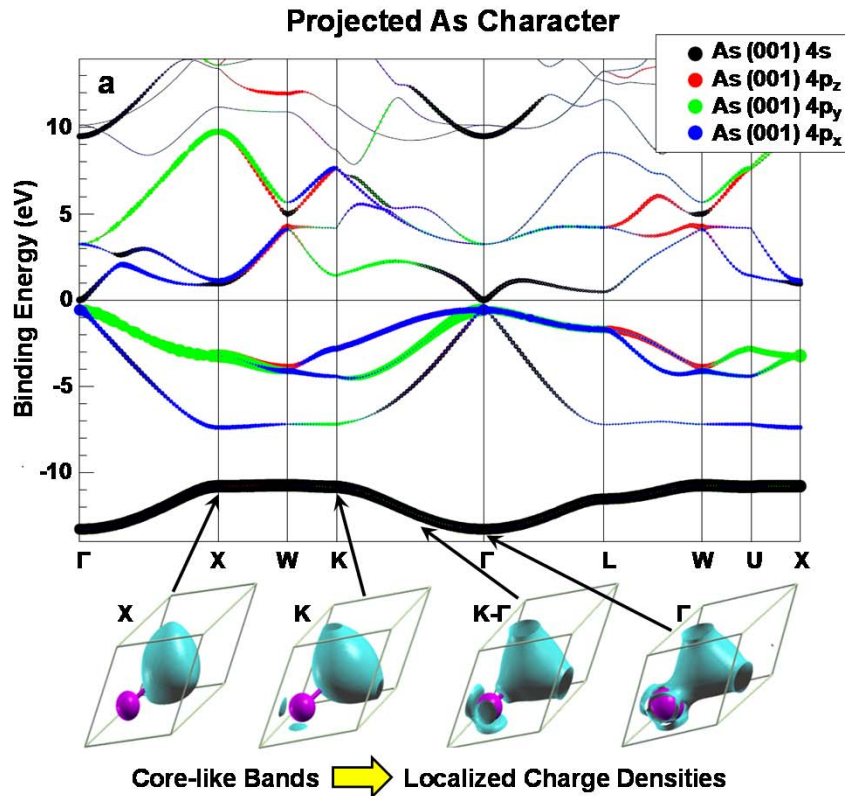 Projected As Character
a
As (001) 4s
As (001) 4pz
As (001) 4py
As (001) 4px
Binding Energy (eV)
10
5
0
-5
-10
Γ X W K Γ L W U X
X K K-Γ Γ
Core-like Bands Localized Charge Densities